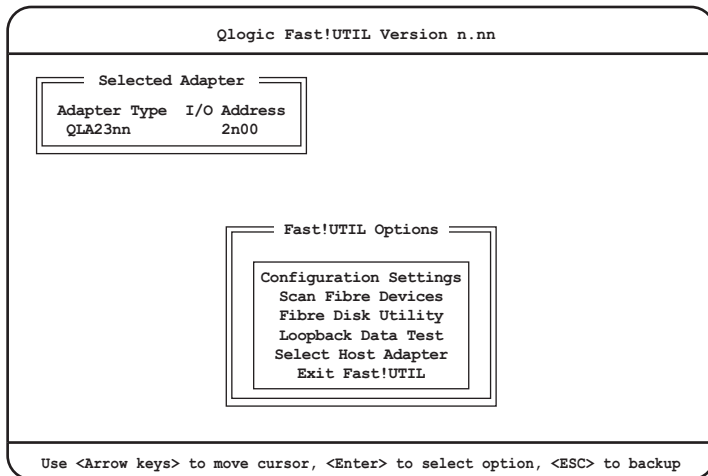 Qlogic Fast!UTIL Version n.nn
Selected Adapter
Adapter Type I/O Address
QLA23nn 2n00
Fast!UTIL Options
Configuration Settings
Scan Fibre Devices
Fibre Disk Utility
Loopback Data Test
Select Host Adapter
Exit Fast!UTIL
Use <Arrow keys> to move cursor, <Enter> to select option, <ESC> to backup